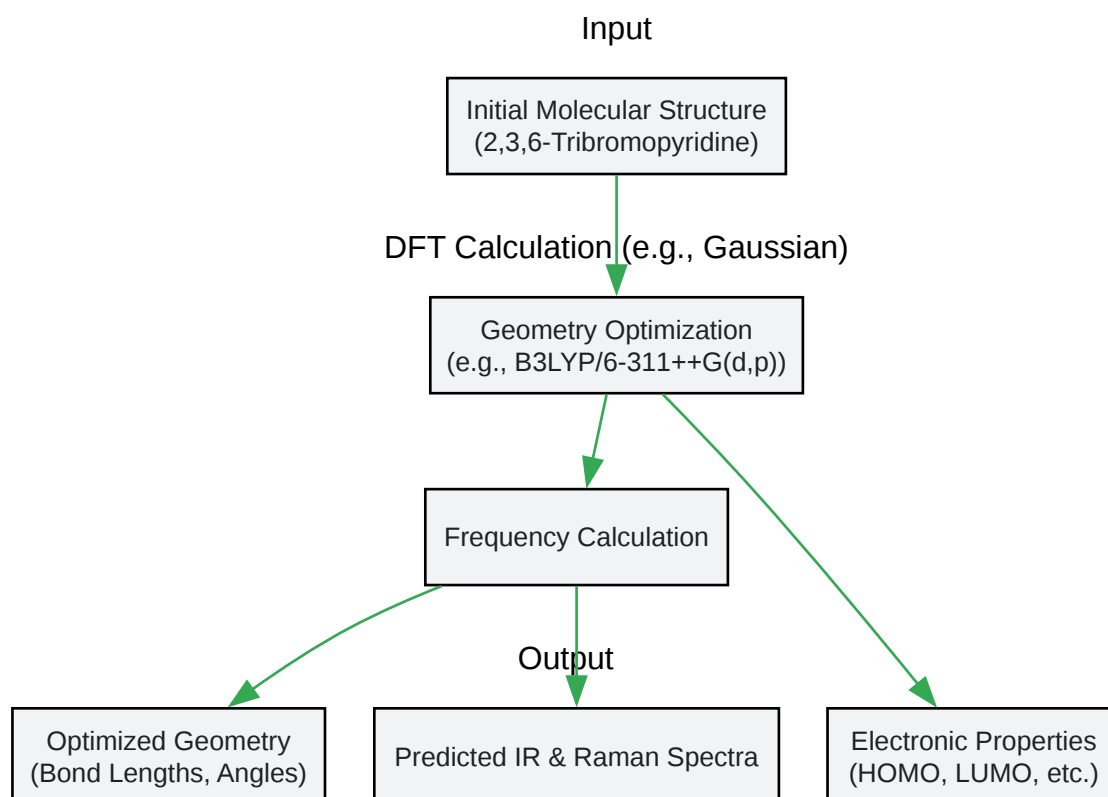 Input
Initial Molecular Structure
(2,3,6-Tribromopyridine)
DFT Calculation (e.g., Gaussian)
Geometry Optimization
(e.g., B3LYP/6-311++G(d,p))
Frequency Calculation
Output
Optimized Geometry
(Bond Lengths, Angles)
Predicted IR & Raman Spectra
Electronic Properties
(HOMO, LUMO, etc.)